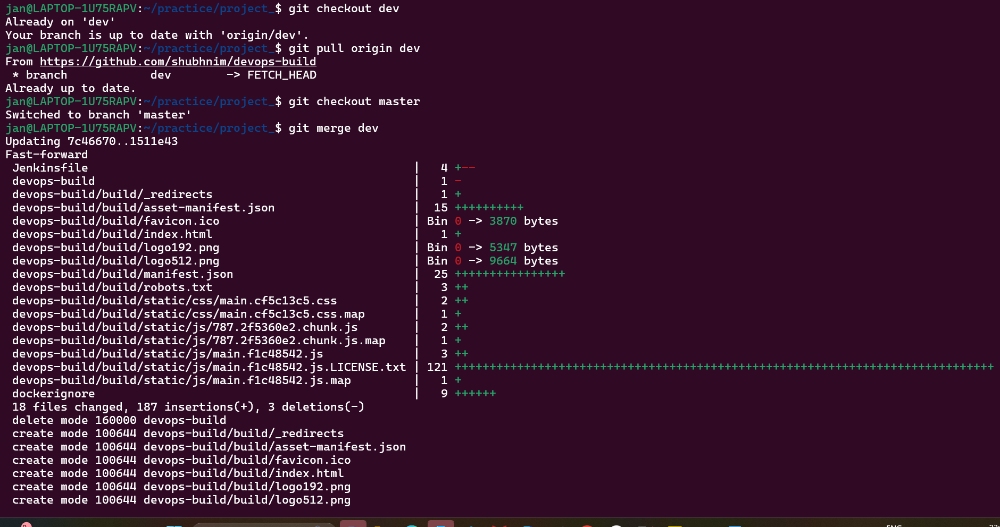 jan@LAPTOP-1U75RAPV:~/practice/project_$ git checkout dev
Already on 'dev'
Your branch is up to date with 'origin/dev'.
jan@LAPTOP-1U75RAPV:~/practice/project_$ git pull origin dev
From https://github.com/shubhnim/devops-build
 * branch            dev        -> FETCH_HEAD
Already up to date.
jan@LAPTOP-1U75RAPV:~/practice/project_$ git checkout master
Switched to branch 'master'
jan@LAPTOP-1U75RAPV:~/practice/project_$ git merge dev
Updating 7c46670..1511e43
Fast-forward
 Jenkinsfile                                               |   4 +--
 devops-build                                              |   1 -
 devops-build/build/_redirects                             |   1 +
 devops-build/build/asset-manifest.json                    |  15 ++++++++++
 devops-build/build/favicon.ico                            | Bin 0 -> 3870 bytes
 devops-build/build/index.html                             |   1 +
 devops-build/build/logo192.png                            | Bin 0 -> 5347 bytes
 devops-build/build/logo512.png                            | Bin 0 -> 9664 bytes
 devops-build/build/manifest.json                          |  25 ++++++++++++++++
 devops-build/build/robots.txt                             |   3 ++
 devops-build/build/static/css/main.cf5c13c5.css           |   2 ++
 devops-build/build/static/css/main.cf5c13c5.css.map       |   1 +
 devops-build/build/static/js/787.2f5360e2.chunk.js        |   2 ++
 devops-build/build/static/js/787.2f5360e2.chunk.js.map    |   1 +
 devops-build/build/static/js/main.f1c48542.js             |   3 ++
 devops-build/build/static/js/main.f1c48542.js.LICENSE.txt | 121 ++++++++++++++++++++++++++++++++++++++++++++++++++++++++++++++++++++++++++++++
 devops-build/build/static/js/main.f1c48542.js.map         |   1 +
 dockerignore                                              |   9 ++++++
 18 files changed, 187 insertions(+), 3 deletions(-)
 delete mode 160000 devops-build
 create mode 100644 devops-build/build/_redirects
 create mode 100644 devops-build/build/asset-manifest.json
 create mode 100644 devops-build/build/favicon.ico
 create mode 100644 devops-build/build/index.html
 create mode 100644 devops-build/build/logo192.png
 create mode 100644 devops-build/build/logo512.png